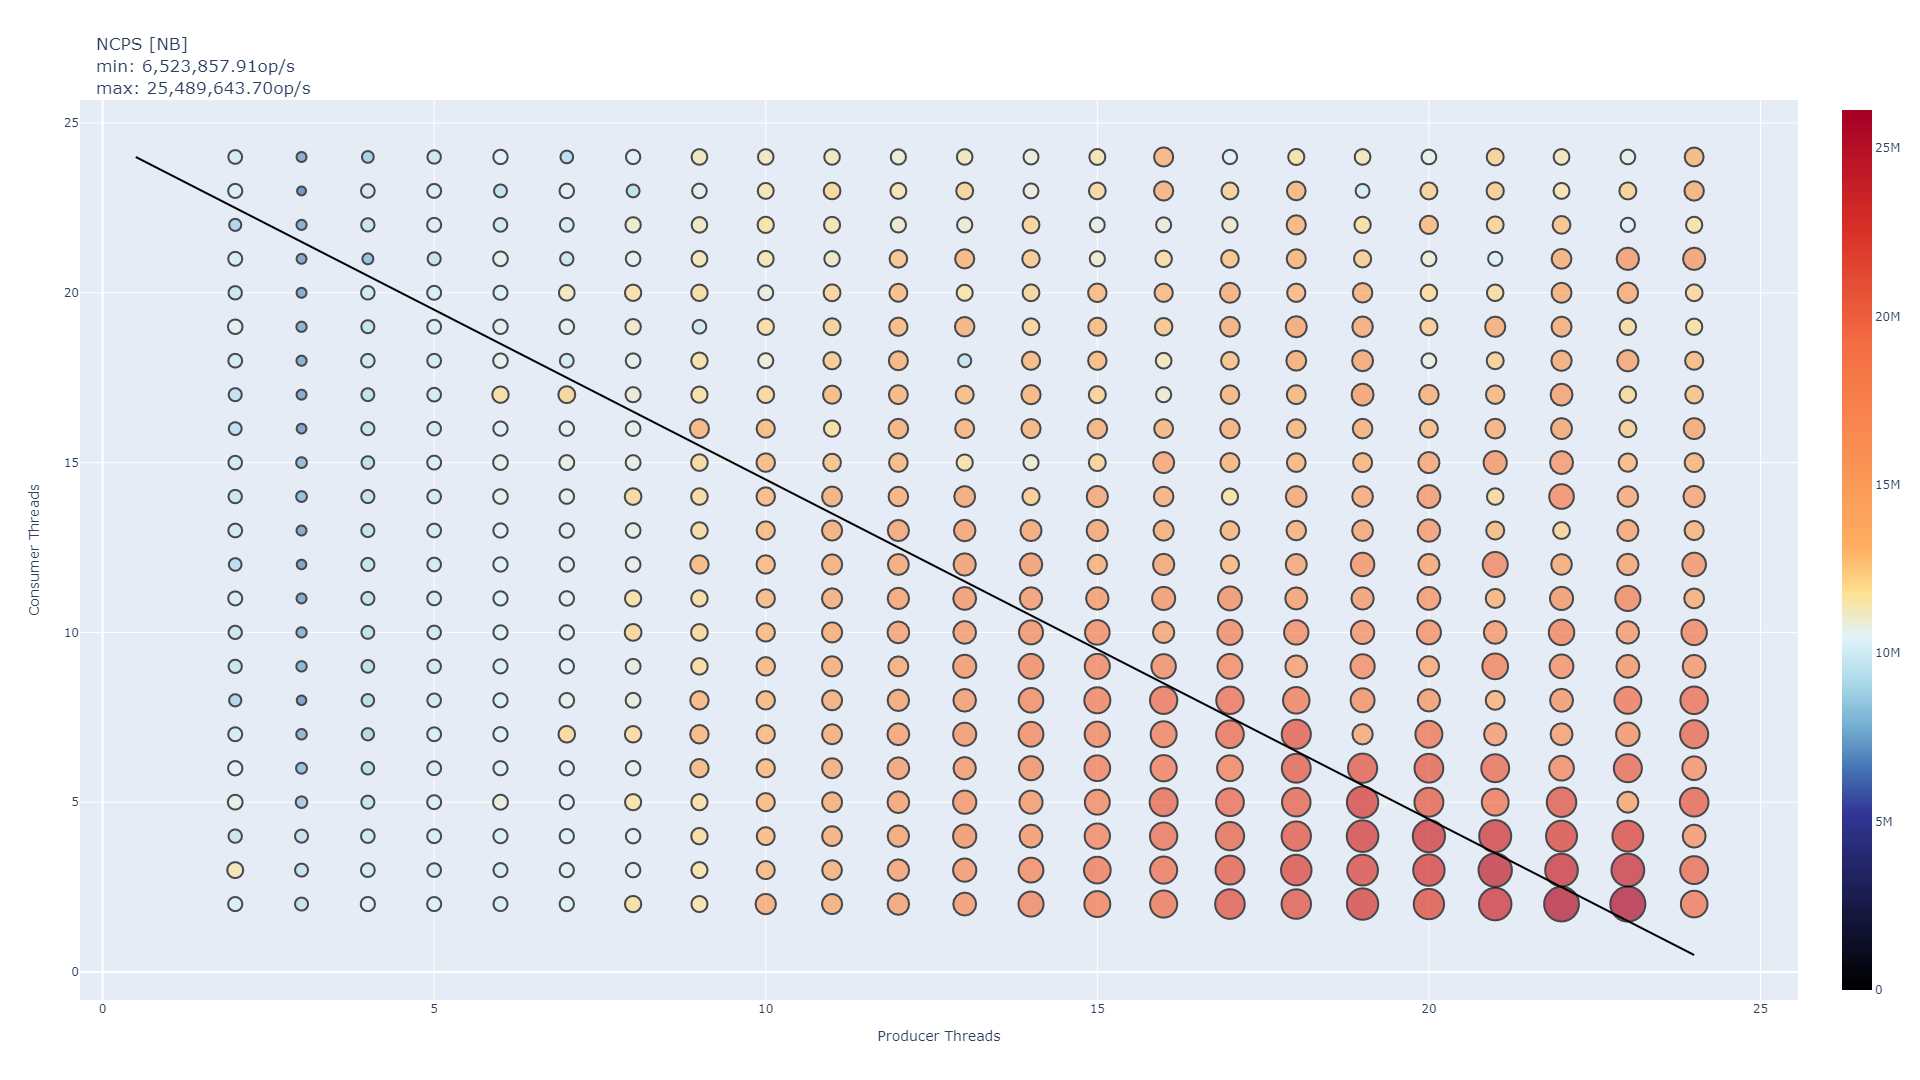 NCPS [NB]
min: 6,523,857.91op/s
max: 25,489,643.70op/s
25
20
15
10
5
0
Consumer Threads
0
5
10
15
20
25
Producer Threads
25M
20M
15M
10M
5M
0